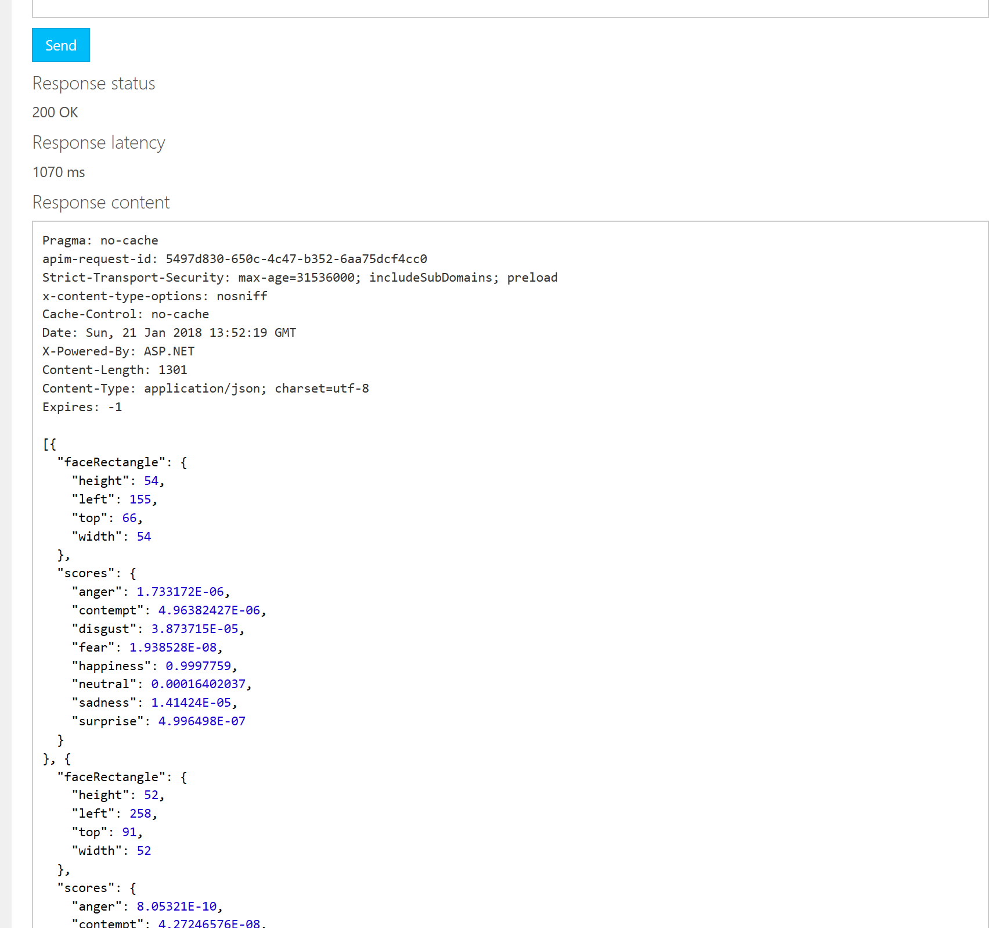 Send
Response status
200 OK
Response latency
1070 ms
Response content
Pragma: no-cache
apim-request-id: 5497d830-650c-4c47-b352-6aa75dcf4cc0
Strict-Transport-Security: max-age=31536000; includeSubDomains; preload
x-content-type-options: nosniff
Cache-Control: no-cache
Date: Sun, 21 Jan 2018 13:52:19 GMT
X-Powered-By: ASP.NET
Content-Length: 1301
Content-Type: application/json; charset=utf-8
Expires: -1
[{
"faceRectangle": {
"height": 54,
"left": 155,
"top": 66,
"width": 54
},
"scores": {
"anger": 1.733172E-06,
"contempt": 4.96382427E-06,
"disgust": 3.873715E-05,
"fear": 1.938528E-08,
"happiness": 0.9997759,
"neutral": 0.00016402037,
"sadness": 1.41424E-05,
"surprise": 4.996498E-07
}
}, {
"faceRectangle": {
"height": 52,
"left": 258,
"top": 91,
"width": 52
},
"scores": {
"anger": 8.05321E-10,
"contempt": 4.27246576E-08,